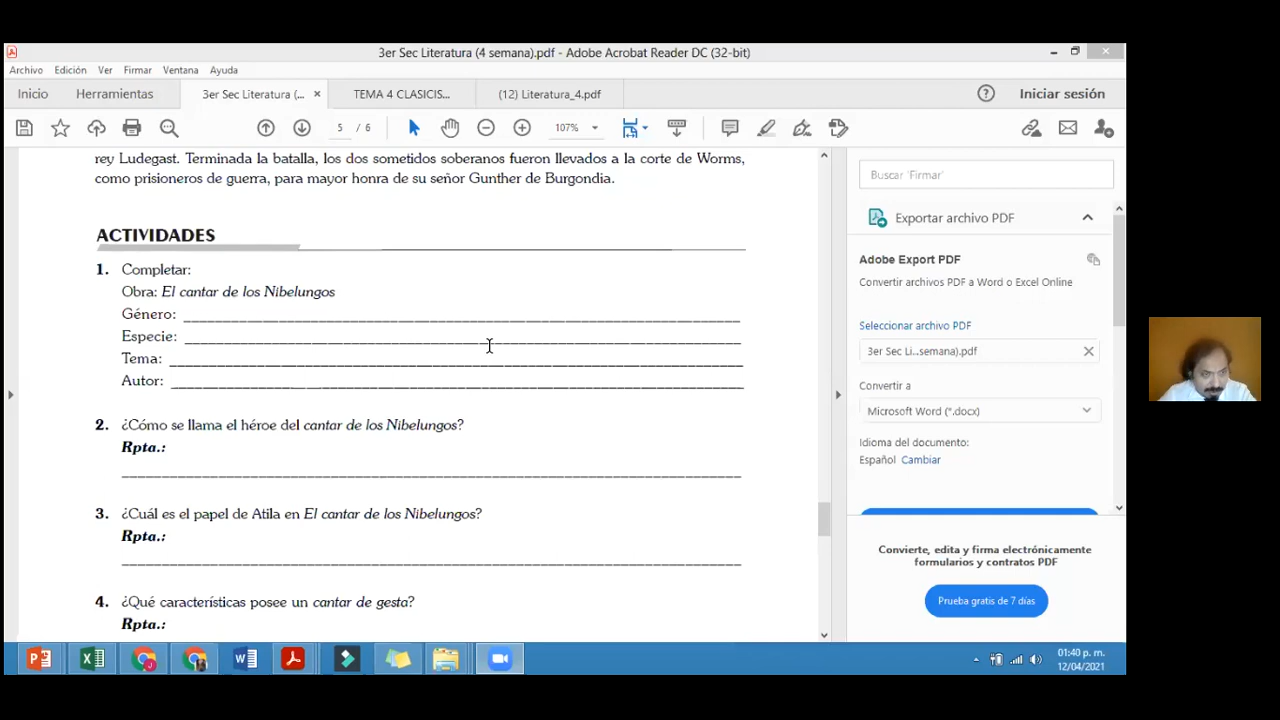 3er Sec Literatura (4 semana).pdf - Adobe Acrobat Reader DC (32-bit)
Archivo Edición Ver Firmar Ventana Ayuda
Inicio Herramientas 3er Sec Literatura (... × TEMA 4 CLASICIS... (12) Literatura_4.pdf Iniciar sesión
5 / 6 107%
rey Ludegast. Terminada la batalla, los dos sometidos soberanos fueron llevados a la corte de Worms,
como prisioneros de guerra, para mayor honra de su señor Gunther de Burgondia.
ACTIVIDADES
1. Completar:
Obra: El cantar de los Nibelungos
Género:
Especie:
Tema:
Autor:
2. ¿Cómo se llama el héroe del cantar de los Nibelungos?
Rpta.:
3. ¿Cuál es el papel de Atila en El cantar de los Nibelungos?
Rpta.:
4. ¿Qué características posee un cantar de gesta?
Rpta.:
Buscar 'Firmar'
Exportar archivo PDF
Adobe Export PDF
Convertir archivos PDF a Word o Excel Online
Seleccionar archivo PDF
3er Sec Li...semana).pdf
Convertir a
Microsoft Word (*.docx)
Idioma del documento:
Español Cambiar
Convierte, edita y firma electrónicamente
formularios y contratos PDF
Prueba gratis de 7 días
01:40 p. m.
12/04/2021